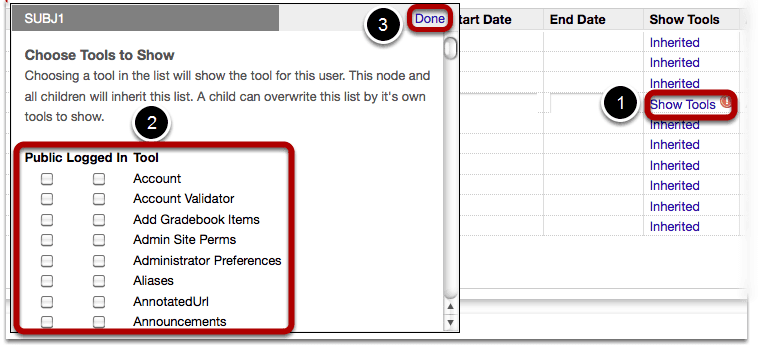 SUBJ1
3
Done
tart Date
End Date
Show Tools
Choose Tools to Show
Choosing a tool in the list will show the tool for this user. This node and
all children will inherit this list. A child can overwrite this list by it's own
tools to show.
2
Public Logged In Tool
Account
Account Validator
Add Gradebook Items
Admin Site Perms
Administrator Preferences
Aliases
AnnotatedUrl
Announcements
Inherited
Inherited
Inherited
1
Show Tools
Inherited
Inherited
Inherited
Inherited
Inherited
Inherited